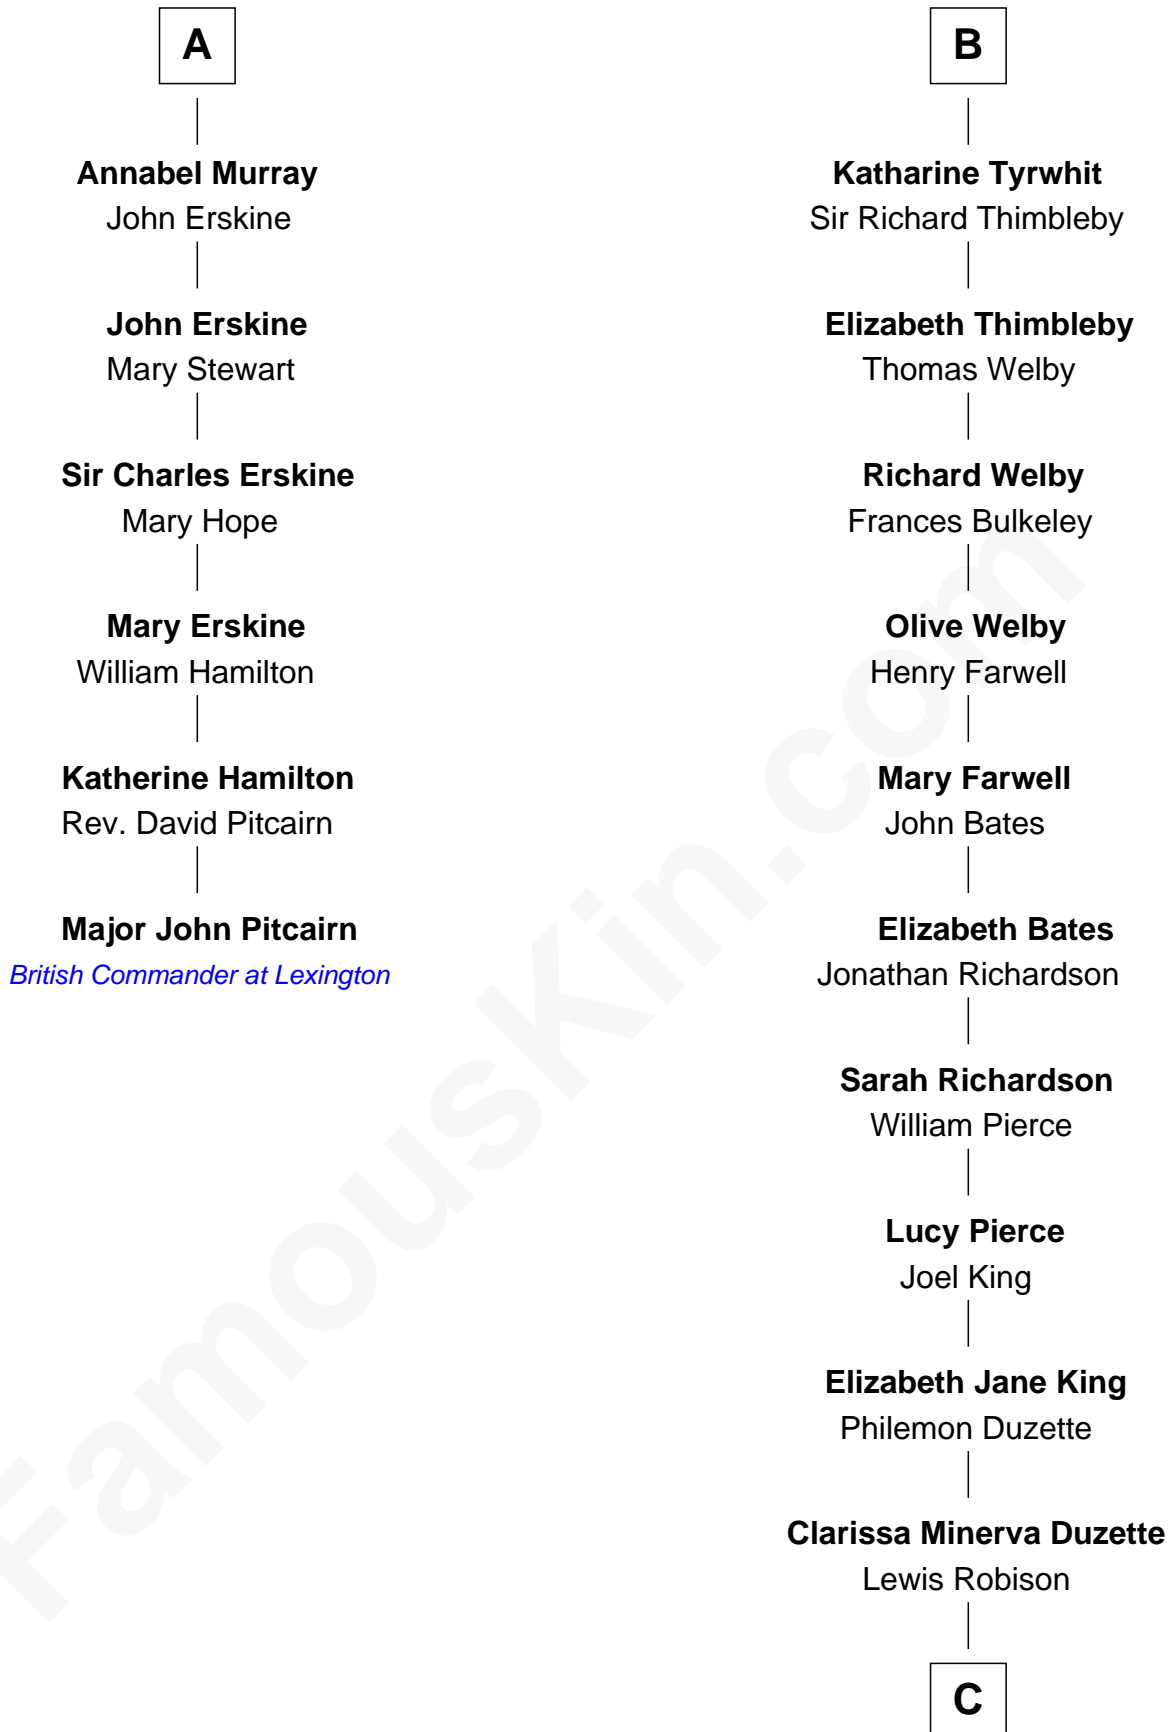 A
Annabel Murray
John Erskine
John Erskine
Mary Stewart
Sir Charles Erskine
Mary Hope
Mary Erskine
William Hamilton
Katherine Hamilton
Rev. David Pitcairn
Major John Pitcairn
British Commander at Lexington
B
Katharine Tyrwhit
Sir Richard Thimbleby
Elizabeth Thimbleby
Thomas Welby
Richard Welby
Frances Bulkeley
Olive Welby
Henry Farwell
Mary Farwell
John Bates
Elizabeth Bates
Jonathan Richardson
Sarah Richardson
William Pierce
Lucy Pierce
Joel King
Elizabeth Jane King
Philemon Duzette
Clarissa Minerva Duzette
Lewis Robison
C
FamousKin.com